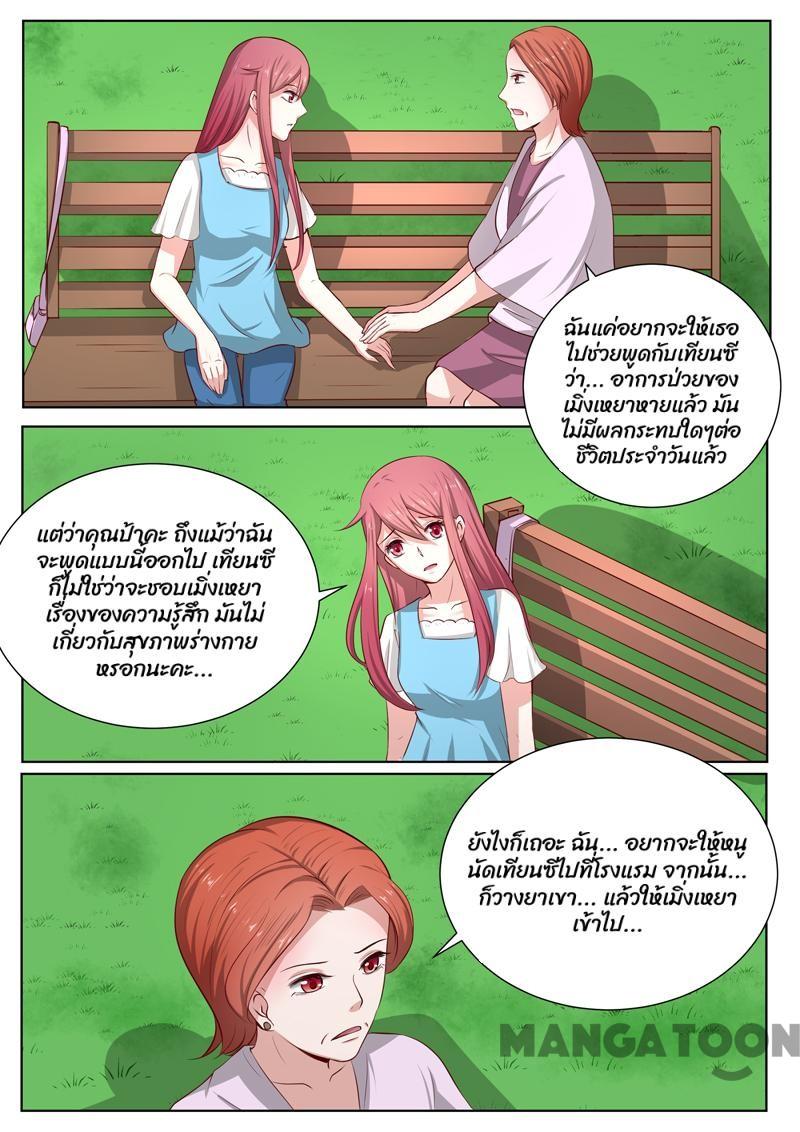 ฉันแค่อยากจะให้เธอ
ไปช่วยพูดกับเทียนซี
ว่า... อาการป่วยของ
เมิ่งเหยาหายแล้ว มัน
ไม่มีผลกระทบใดๆต่อ
ชีวิตประจำวันแล้ว
แต่ว่าคุณป้าคะ ถึงแม้ว่าฉัน
จะพูดแบบนี้ออกไป เทียนซี
ก็ไม่ใช่ว่าจะชอบเมิ่งเหยา
เรื่องของความรู้สึก มันไม่
เกี่ยวกับสุขภาพร่างกาย
หรอกนะคะ...
ยังไงก็เถอะ ฉัน... อยากจะให้หนู
นัดเทียนซีไปที่โรงแรม จากนั้น...
ก็วางยาเขา... แล้วให้เมิ่งเหยา
เข้าไป...
MANGATOON